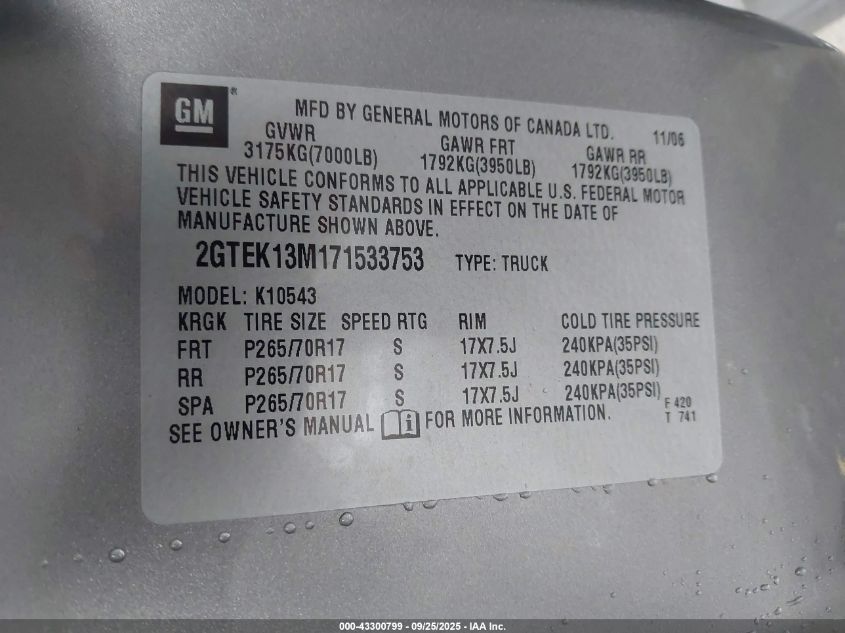 GM®
MFD BY GENERAL MOTORS OF CANADA LTD. 11/06
GVWR GAWR FRT GAWR RR
3175KG(7000LB) 1792KG(3950LB) 1792KG(3950LB)
THIS VEHICLE CONFORMS TO ALL APPLICABLE U.S. FEDERAL MOTOR
VEHICLE SAFETY STANDARDS IN EFFECT ON THE DATE OF
MANUFACTURE SHOWN ABOVE.
2GTEK13M171533753 TYPE: TRUCK
MODEL: K10543
KRGK TIRE SIZE SPEED RTG RIM COLD TIRE PRESSURE
FRT P265/70R17 S 17X7.5J 240KPA(35PSI)
RR P265/70R17 S 17X7.5J 240KPA(35PSI)
SPA P265/70R17 S 17X7.5J 240KPA(35PSI)
SEE OWNER'S MANUAL i FOR MORE INFORMATION.
F 420
T 741
000-43300799 - 09/25/2025 - IAA Inc.